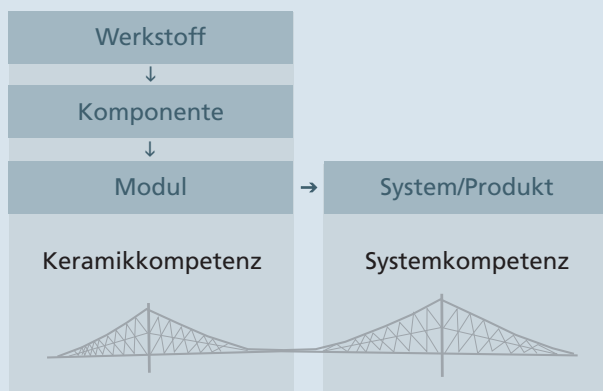 Werkstoff
↓
Komponente
↓
Modul → System/Produkt
Keramikkompetenz Systemkompetenz